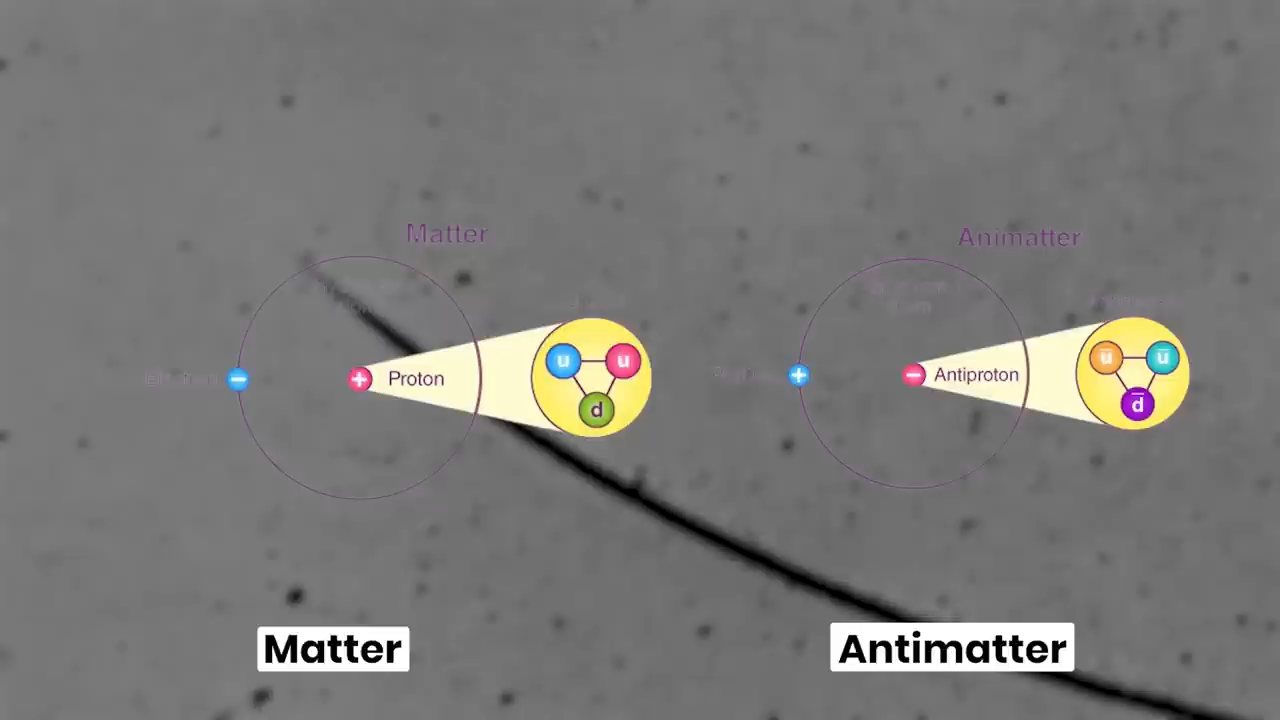 Matter
Animatter
−
+
Proton
u
u
d
+
−
Antiproton
ū
ū
d̄
Matter
Antimatter